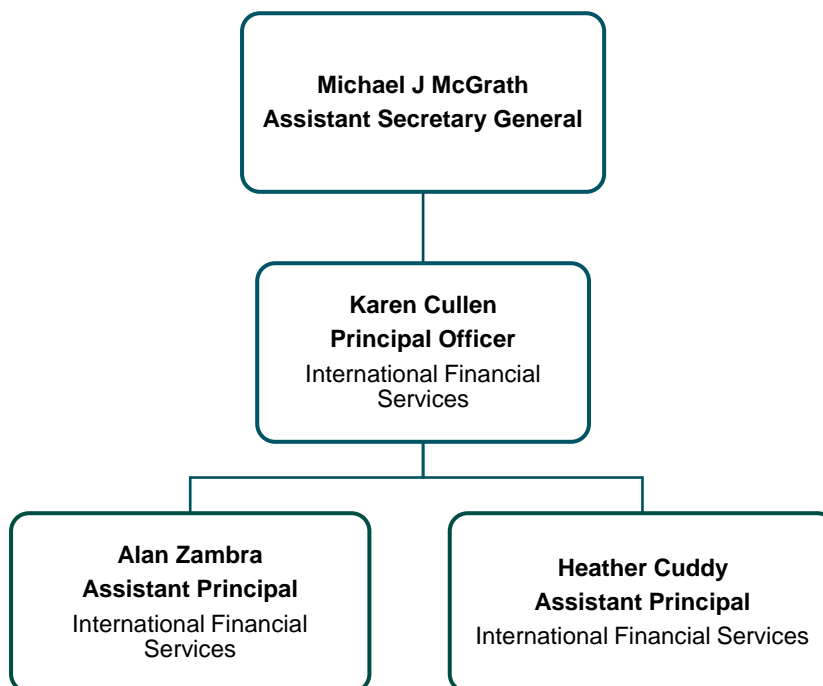 Michael J McGrath
Assistant Secretary General
Karen Cullen
Principal Officer
International Financial
Services
Alan Zambra
Assistant Principal
International Financial
Services
Heather Cuddy
Assistant Principal
International Financial Services